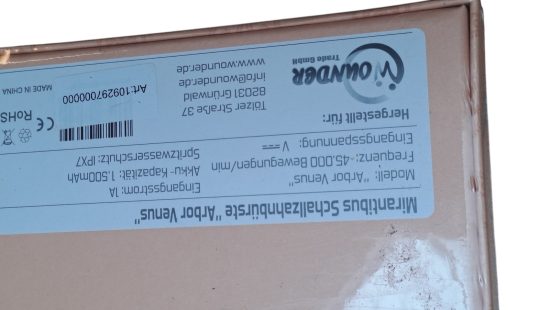 Mirantibus Schallzahnbürste "Arbor Venus"
Modell: "Arbor Venus"
Frequenz: ~45.000 Bewegungen/min
Eingangsspannung: V
Eingangsstrom: 1A
Akku- Kapazität: 1.500mAh
Spritzwasserschutz: IPX7
Hergestellt für:
WOUNDER
Trade GmbH
Tölzer Straße 37
82031 Grünwald
info@wounder.de
www.wounder.de
Art.109297000000
CE RoHS
MADE IN CHINA